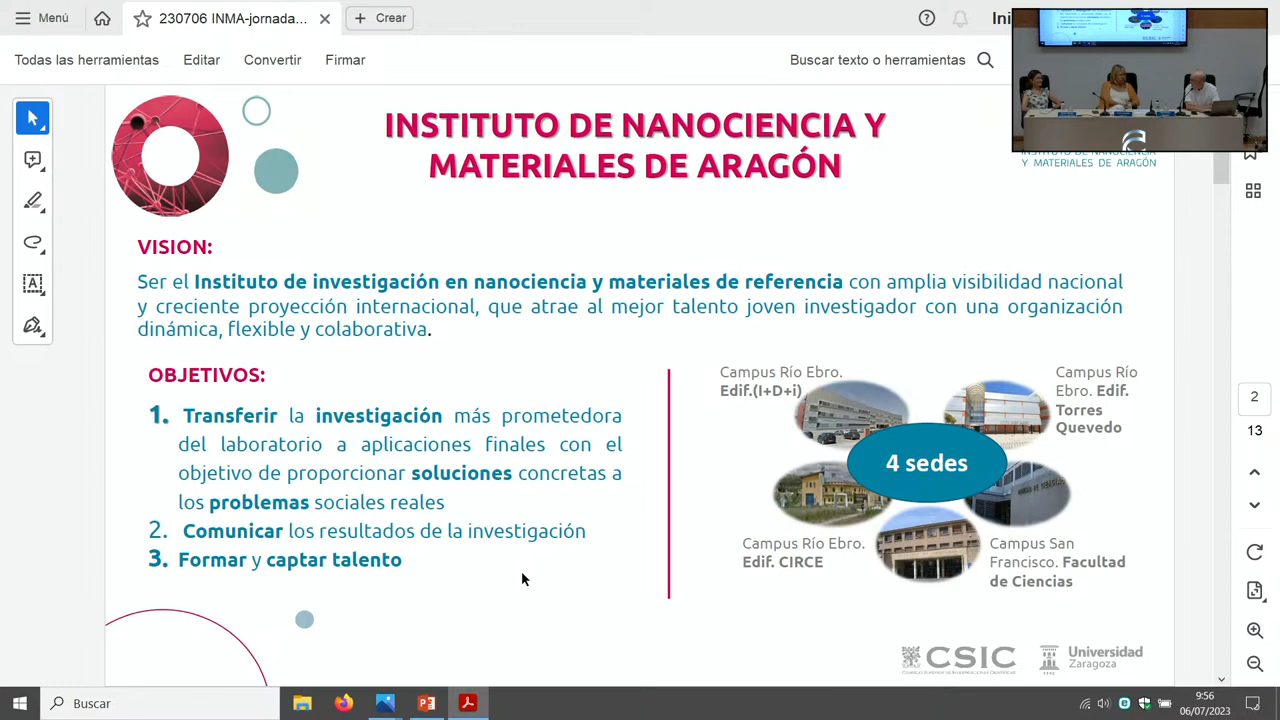 Menú
230706 INMA-jornada...
Crear
Ini
Todas las herramientas
Editar
Convertir
Firmar
Buscar texto o herramientas
INSTITUTO DE NANOCIENCIA Y
MATERIALES DE ARAGÓN
INSTITUTO DE NANOCIENCIA
Y MATERIALES DE ARAGÓN
VISION:
Ser el Instituto de investigación en nanociencia y materiales de referencia con amplia visibilidad nacional
y creciente proyección internacional, que atrae al mejor talento joven investigador con una organización
dinámica, flexible y colaborativa.
OBJETIVOS:
1. Transferir la investigación más prometedora
del laboratorio a aplicaciones finales con el
objetivo de proporcionar soluciones concretas a
los problemas sociales reales
2. Comunicar los resultados de la investigación
3. Formar y captar talento
Campus Río Ebro.
Edif.(I+D+i)
Campus Río
Ebro. Edif.
Torres
Quevedo
4 sedes
Campus Río Ebro.
Edif. CIRCE
Campus San
Francisco. Facultad
de Ciencias
CSIC
Universidad
Zaragoza
2
13
Buscar
9:56
06/07/2023